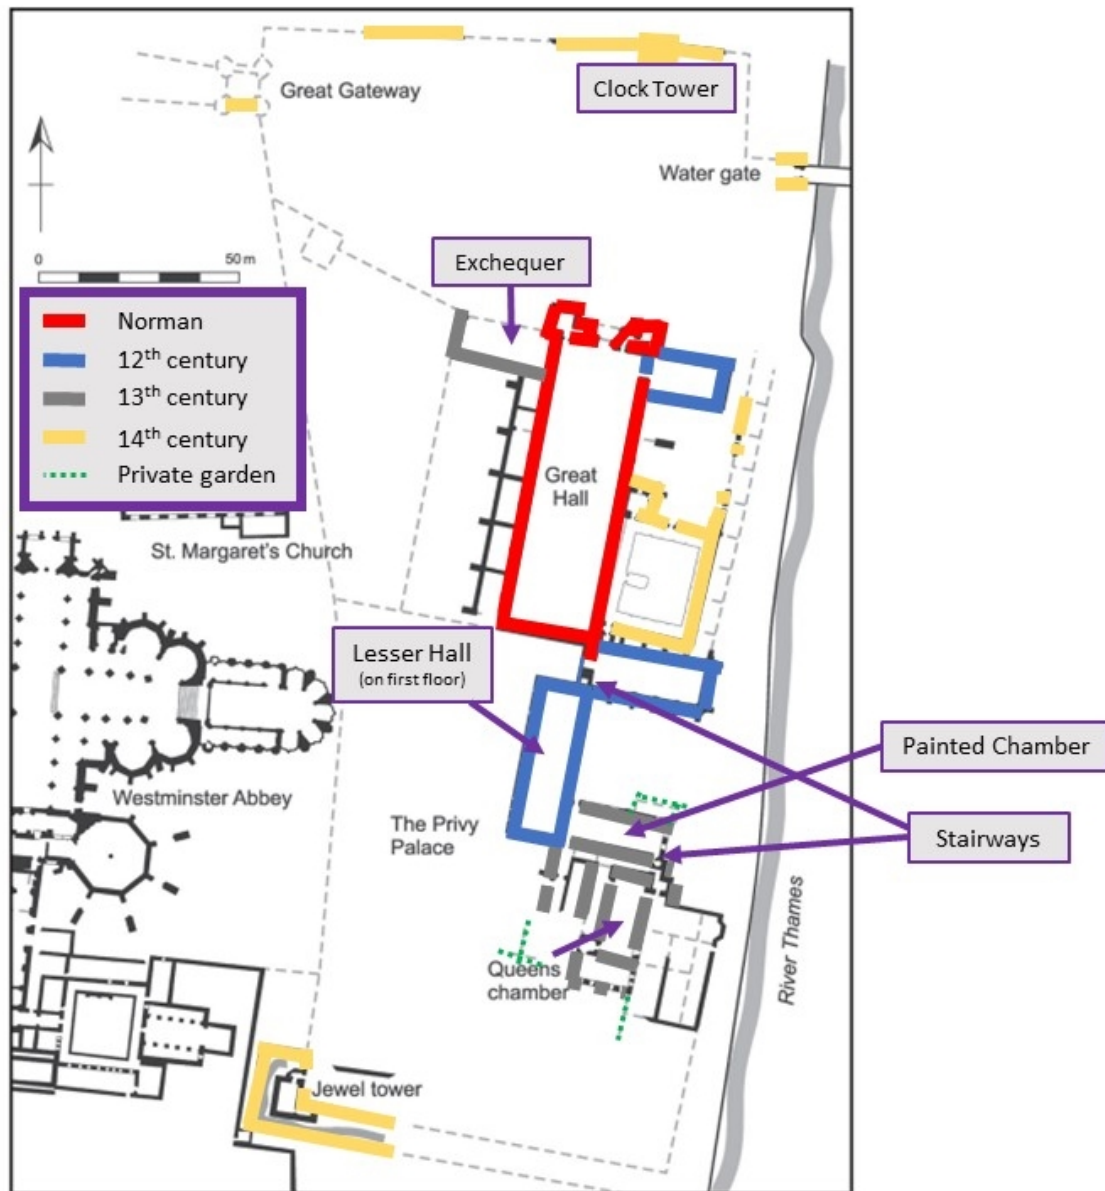 Clock Tower
Great Gateway
Water gate
Exchequer
0
50 m
Norman
12th century
13th century
14th century
Private garden
Great
Hall
St. Margaret's Church
Lesser Hall
(on first floor)
Painted Chamber
Westminster Abbey
The Privy
Palace
Stairways
River Thames
Queens
chamber
Jewel tower